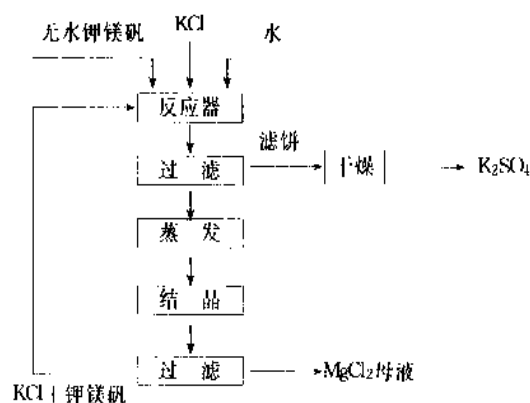 无水钾镁矾 KCl 水
反应器
滤饼
过 滤 干燥 K₂SO₄
蒸 发
结 晶
过 滤 MgCl₂母液
KCl+钾镁矾